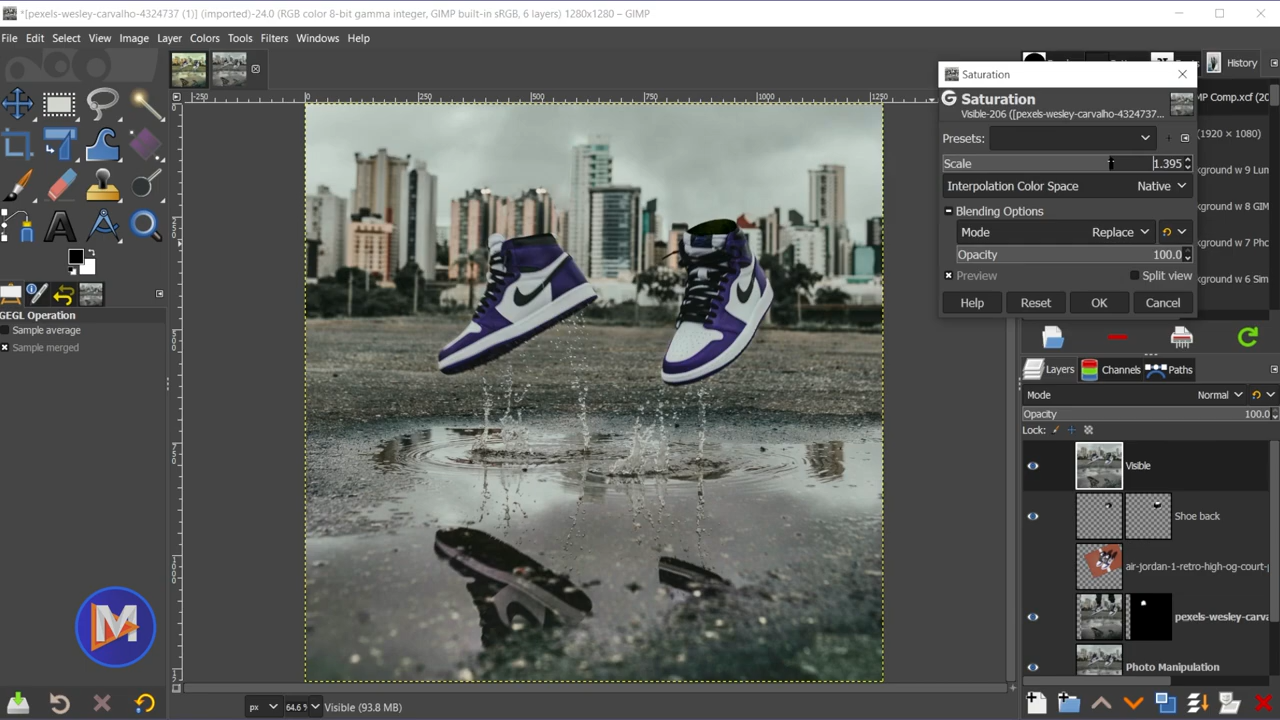 *[pexels-wesley-carvalho-4324737 (1)] (imported)-24.0 (RGB color 8-bit gamma integer, GIMP built-in sRGB, 6 layers) 1280x1280 – GIMP
File Edit Select View Image Layer Colors Tools Filters Windows Help
History
Saturation
Saturation
Visible-206 ([pexels-wesley-carvalho-4324737...
MP Comp.xcf (20
Presets:
(1920 × 1080)
Scale 1.395
kground w 9 Lum
Interpolation Color Space Native
Blending Options
kground w 8 GIM
Mode Replace
kground w 7 Pho
Opacity 100.0
Preview Split view
kground w 6 Sim
Help Reset OK Cancel
-250 0 250 500 750 1000 1250
GEGL Operation
Sample average
Sample merged
Layers Channels Paths
Mode Normal
Opacity 100.0
Lock:
Visible
Shoe back
air-jordan-1-retro-high-og-court-p
pexels-wesley-carva
Photo Manipulation
M
px 64.6 % Visible (93.8 MB)